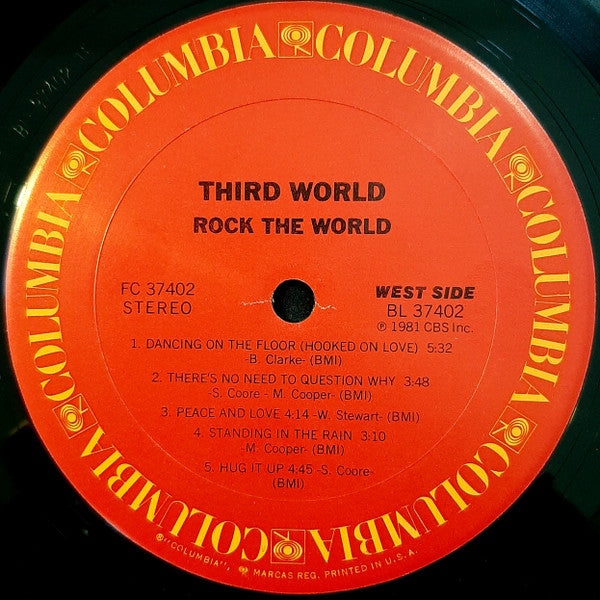 COLUMBIA COLUMBIA COLUMBIA COLUMBIA COLUMBIA COLUMBIA
THIRD WORLD
ROCK THE WORLD
FC 37402
STEREO
WEST SIDE
BL 37402
℗ 1981 CBS Inc.
1. DANCING ON THE FLOOR (HOOKED ON LOVE) 5:32
-B. Clarke- (BMI)
2. THERE'S NO NEED TO QUESTION WHY 3:48
-S. Coore - M. Cooper- (BMI)
3. PEACE AND LOVE 4:14 -W. Stewart- (BMI)
4. STANDING IN THE RAIN 3:10
-M. Cooper- (BMI)
5. HUG IT UP 4:45 -S. Coore-
(BMI)
®"COLUMBIA", MARCAS REG. PRINTED IN U.S.A.